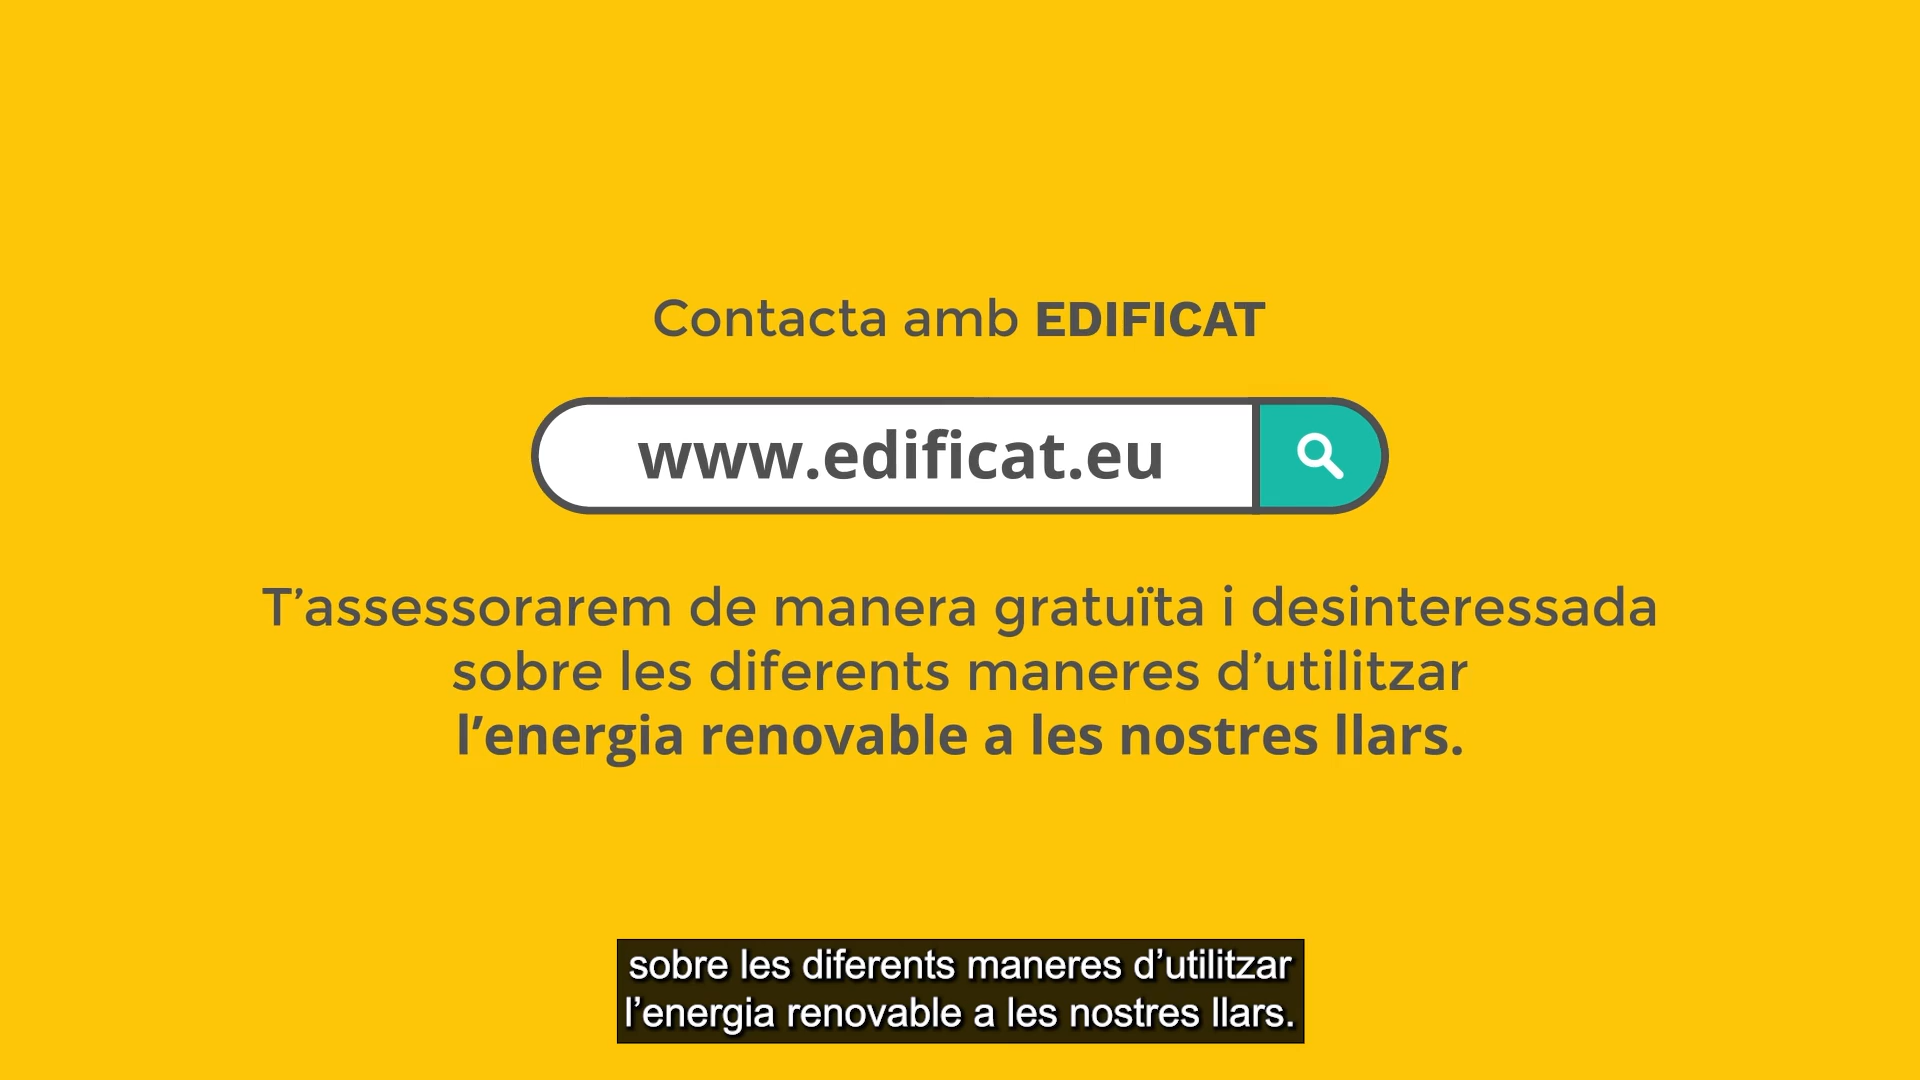 Contacta amb EDIFICAT
www.edificat.eu
T’assessorarem de manera gratuïta i desinteressada
sobre les diferents maneres d’utilitzar
l’energia renovable a les nostres llars.
sobre les diferents maneres d’utilitzar
l’energia renovable a les nostres llars.